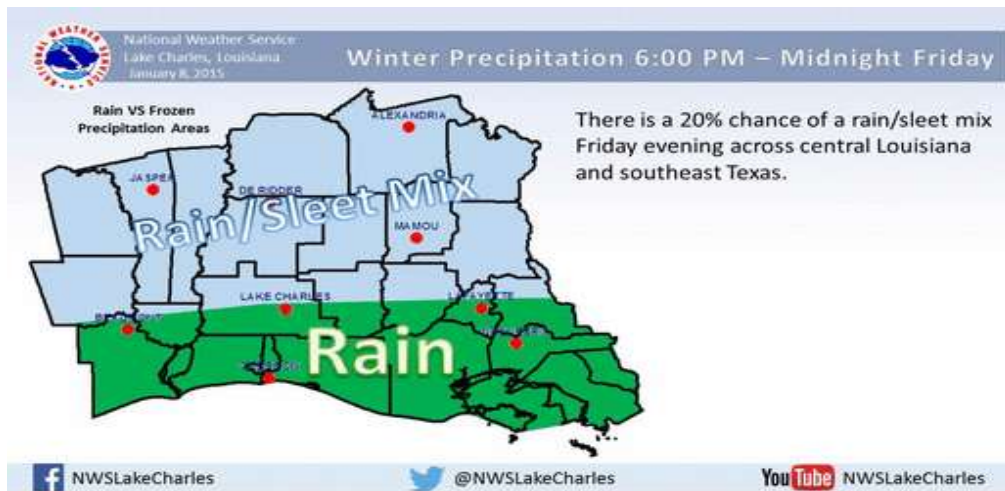 National Weather Service
Lake Charles, Louisiana
January 8, 2015
Winter Precipitation 6:00 PM – Midnight Friday
Rain VS Frozen
Precipitation Areas
There is a 20% chance of a rain/sleet mix
Friday evening across central Louisiana
and southeast Texas.
ALEXANDRIA
JASPER
DE RIDDER
Rain/Sleet Mix
MAMOU
LAKE CHARLES
LAFAYETTE
Rain
NWSLakeCharles
@NWSLakeCharles
YouTube NWSLakeCharles